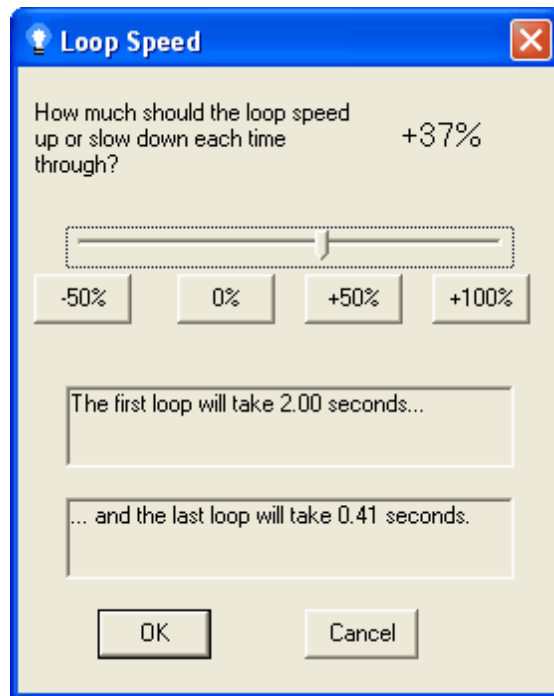 Loop Speed
How much should the loop speed
up or slow down each time
through?
+37%
-50%
0%
+50%
+100%
The first loop will take 2.00 seconds...
... and the last loop will take 0.41 seconds.
OK
Cancel